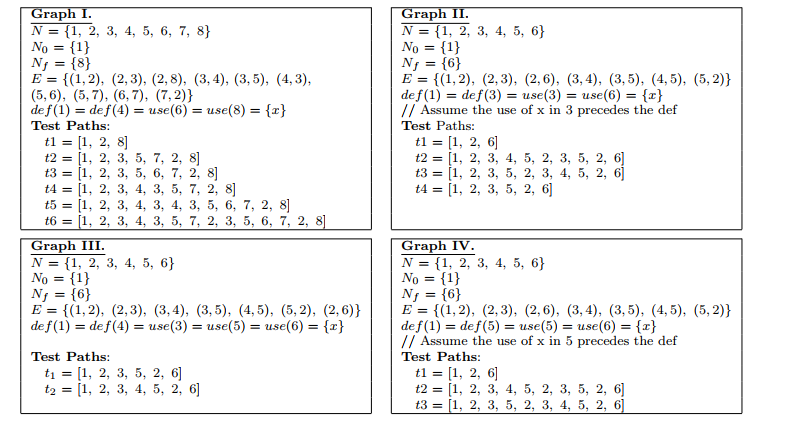 Graph I.
N = {1, 2, 3, 4, 5, 6, 7, 8}
N₀ = {1}
N_f = {8}
E = {(1, 2), (2, 3), (2, 8), (3, 4), (3, 5), (4, 3),
(5, 6), (5, 7), (6, 7), (7, 2)}
def(1) = def(4) = use(6) = use(8) = {x}
Test Paths:
t1 = [1, 2, 8]
t2 = [1, 2, 3, 5, 7, 2, 8]
t3 = [1, 2, 3, 5, 6, 7, 2, 8]
t4 = [1, 2, 3, 4, 3, 5, 7, 2, 8]
t5 = [1, 2, 3, 4, 3, 4, 3, 5, 6, 7, 2, 8]
t6 = [1, 2, 3, 4, 3, 5, 7, 2, 3, 5, 6, 7, 2, 8]
Graph II.
N = {1, 2, 3, 4, 5, 6}
N₀ = {1}
N_f = {6}
E = {(1, 2), (2, 3), (2, 6), (3, 4), (3, 5), (4, 5), (5, 2)}
def(1) = def(3) = use(3) = use(6) = {x}
// Assume the use of x in 3 precedes the def
Test Paths:
t1 = [1, 2, 6]
t2 = [1, 2, 3, 4, 5, 2, 3, 5, 2, 6]
t3 = [1, 2, 3, 5, 2, 3, 4, 5, 2, 6]
t4 = [1, 2, 3, 5, 2, 6]
Graph III.
N = {1, 2, 3, 4, 5, 6}
N₀ = {1}
N_f = {6}
E = {(1, 2), (2, 3), (3, 4), (3, 5), (4, 5), (5, 2), (2, 6)}
def(1) = def(4) = use(3) = use(5) = use(6) = {x}
Test Paths:
t₁ = [1, 2, 3, 5, 2, 6]
t₂ = [1, 2, 3, 4, 5, 2, 6]
Graph IV.
N = {1, 2, 3, 4, 5, 6}
N₀ = {1}
N_f = {6}
E = {(1, 2), (2, 3), (2, 6), (3, 4), (3, 5), (4, 5), (5, 2)}
def(1) = def(5) = use(5) = use(6) = {x}
// Assume the use of x in 5 precedes the def
Test Paths:
t1 = [1, 2, 6]
t2 = [1, 2, 3, 4, 5, 2, 3, 5, 2, 6]
t3 = [1, 2, 3, 5, 2, 3, 4, 5, 2, 6]